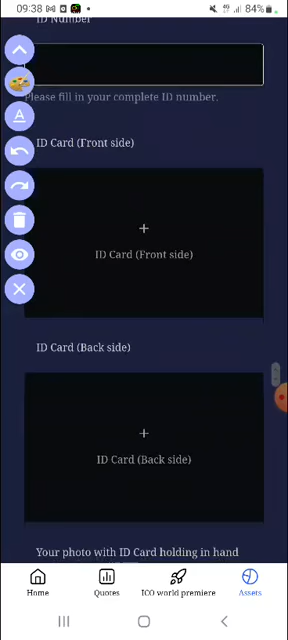 09:38
84%
ID Number
Please fill in your complete ID number.
ID Card (Front side)
+
ID Card (Front side)
ID Card (Back side)
+
ID Card (Back side)
Your photo with ID Card holding in hand
Home Quotes ICO world premiere Assets